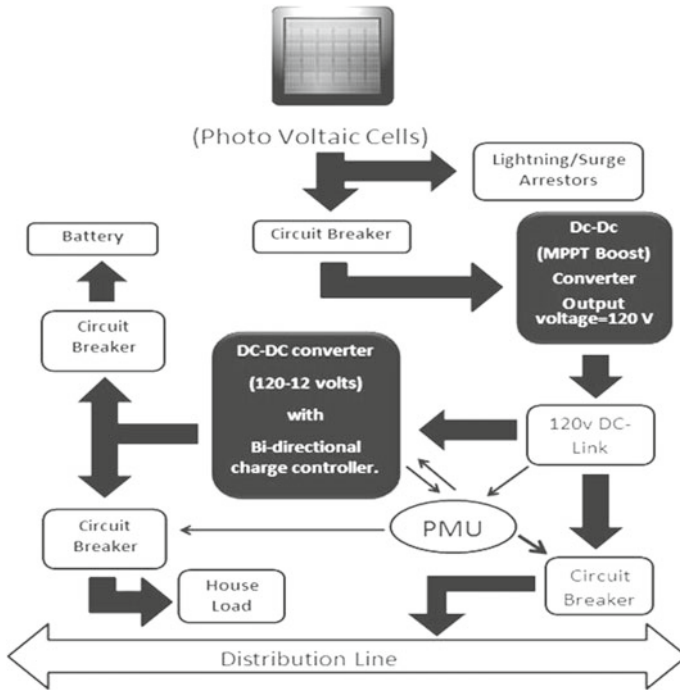 (Photo Voltaic Cells)
Lightning/Surge
Arrestors
Circuit Breaker
Battery
Dc-Dc
(MPPT Boost)
Converter
Output
voltage=120 V
Circuit
Breaker
DC-DC converter
(120-12 volts)
with
Bi-directional
charge controller.
120v DC-
Link
Circuit
Breaker
PMU
House
Load
Circuit
Breaker
Distribution Line